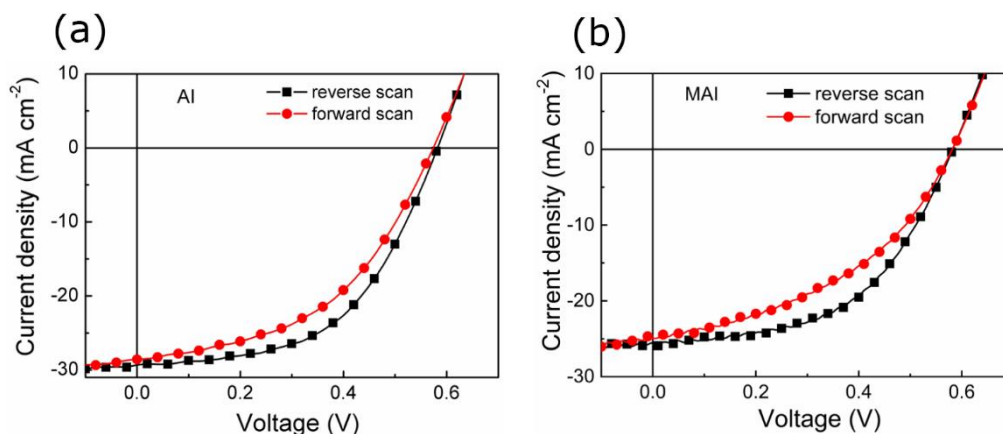 (a)
AI
reverse scan
forward scan
10
0
-10
-20
-30
0.0
0.2
0.4
0.6
Current density (mA cm⁻²)
Voltage (V)
(b)
MAI
reverse scan
forward scan
10
0
-10
-20
-30
0.0
0.2
0.4
0.6
Current density (mA cm⁻²)
Voltage (V)